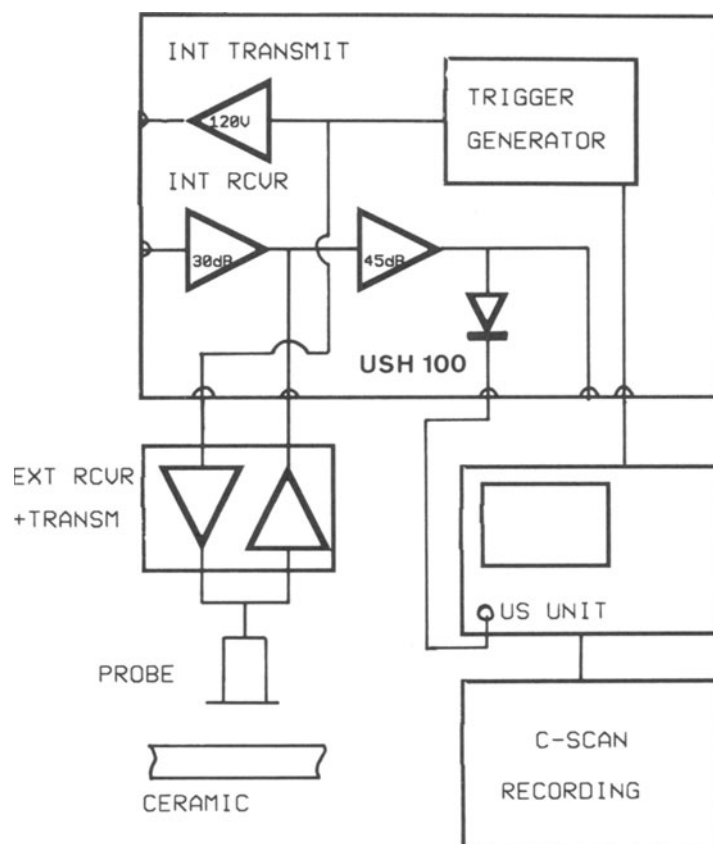 INT TRANSMIT
120V
TRIGGER
GENERATOR
INT RCVR
30dB
45dB
USH 100
EXT RCVR
+TRANSM
US UNIT
PROBE
C-SCAN
RECORDING
CERAMIC